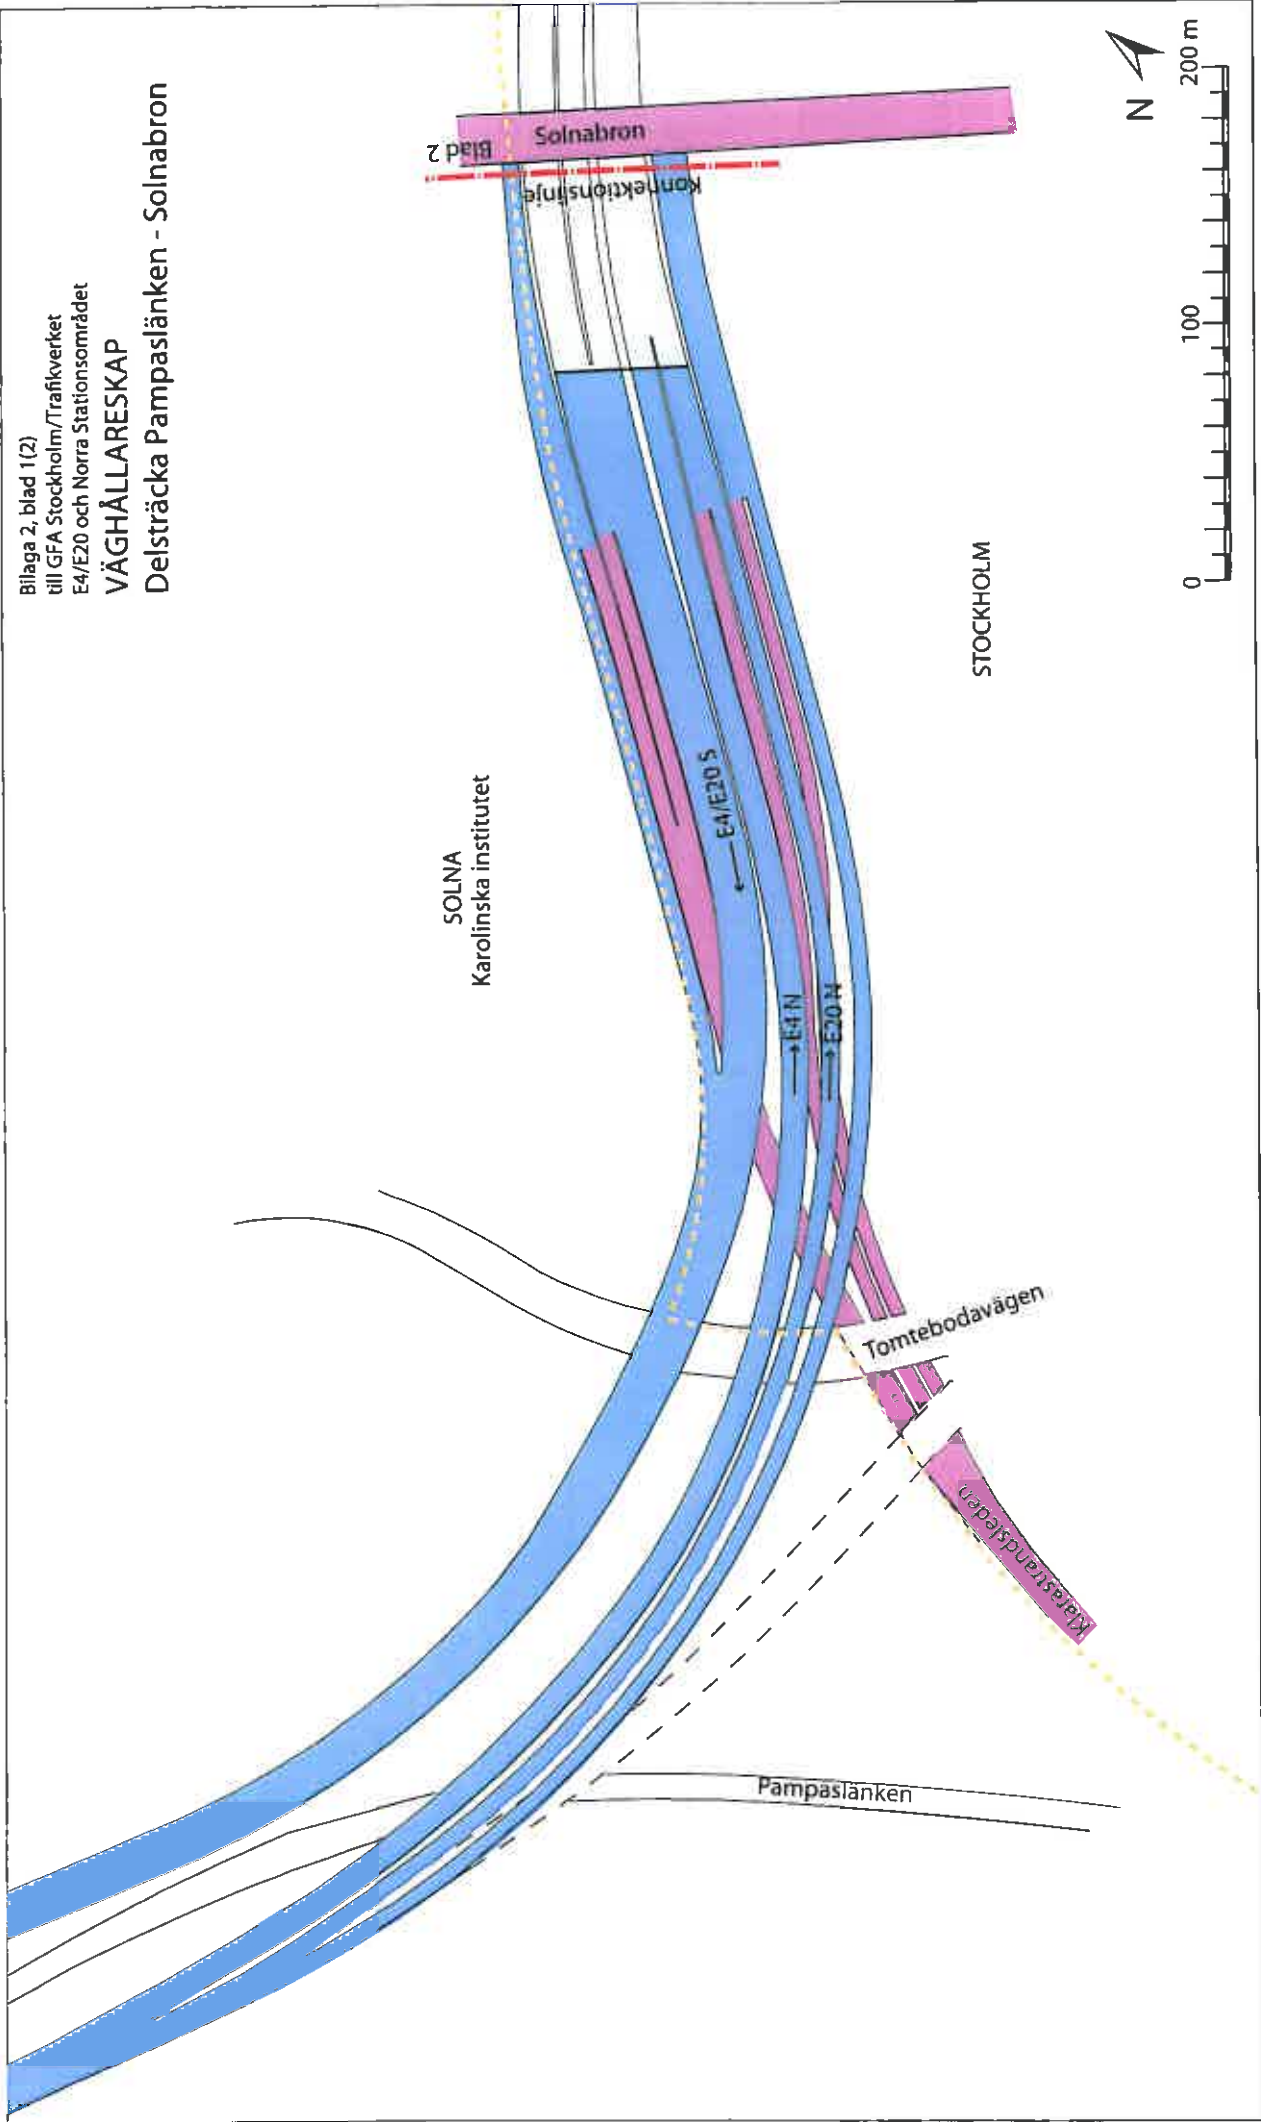 Bilaga 2, blad 1(2)
till GFA Stockholm/Trafikverket
E4/E20 och Norra Stationsområdet
VÄGHÅLLARESKAP
Delsträcka Pampaslänken - Solnabron
Blad 2
Solnabron
Konnektionslinje
SOLNA
Karolinska institutet
E4/E20 S
E4 N
E20 N
STOCKHOLM
Tomtebodavägen
Klarastrandsleden
Pampaslänken
N
0 100 200 m